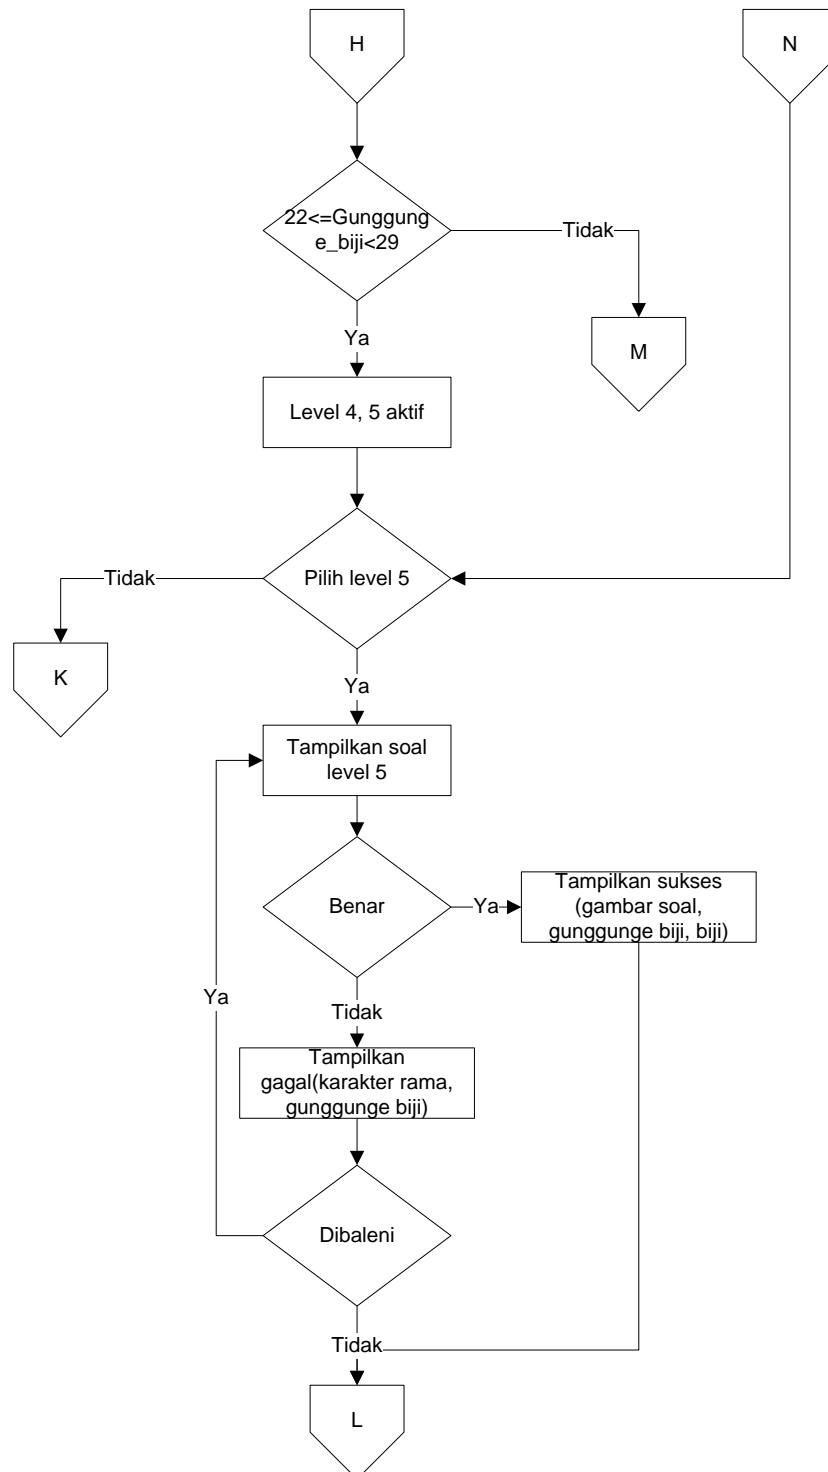 H
N
22<=Gunggung
e_biji<29
Tidak
Ya
M
Level 4, 5 aktif
Tidak
Pilih level 5
K
Ya
Tampilkan soal
level 5
Benar
Ya
Tampilkan sukses
(gambar soal,
gunggunge biji, biji)
Ya
Tidak
Tampilkan
gagal(karakter rama,
gunggunge biji)
Dibaleni
Tidak
L